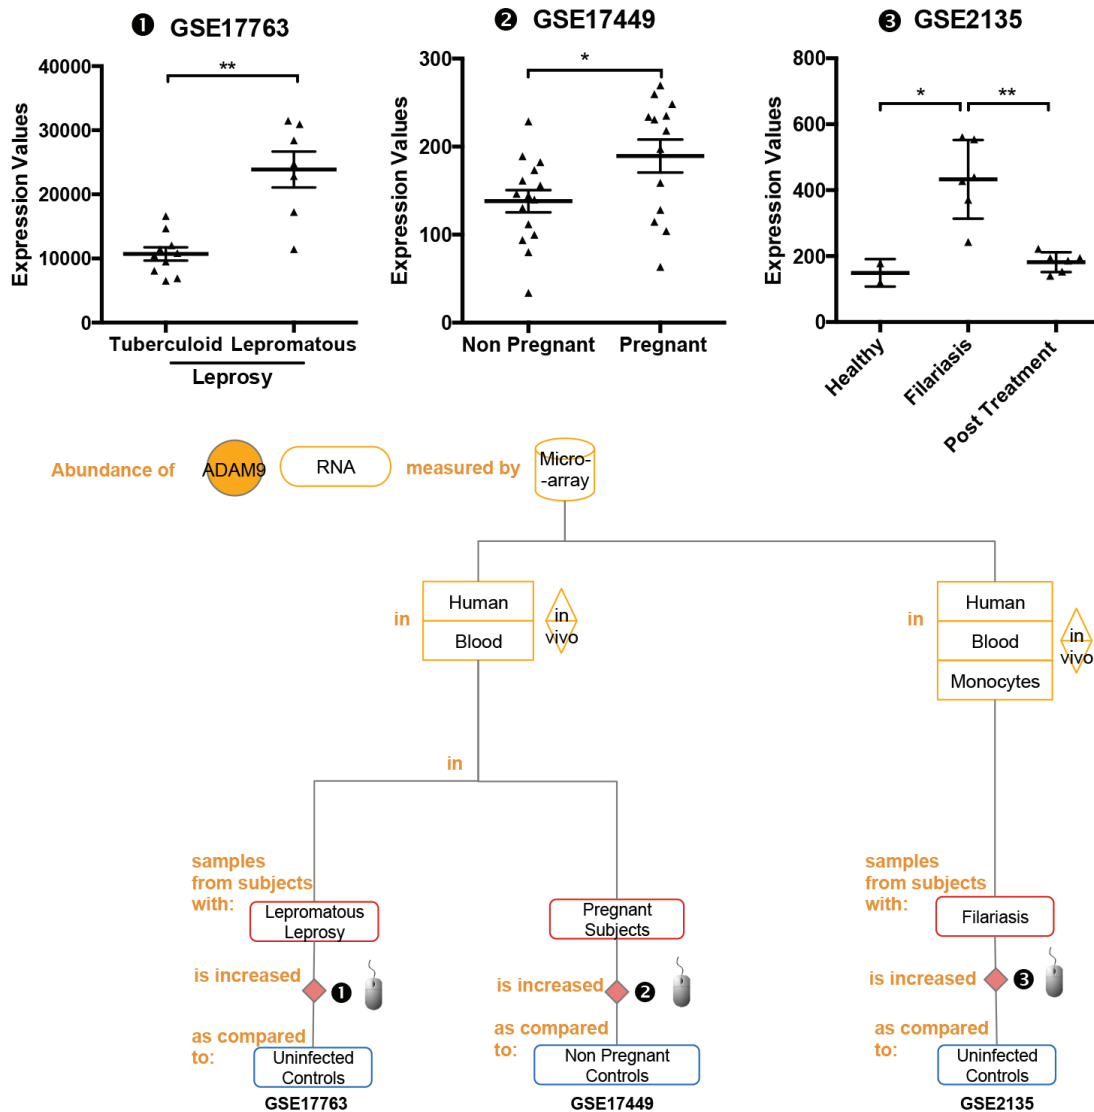 ❶ GSE17763
Expression Values
40000
30000
20000
10000
0
**
Tuberculoid Lepromatous
Leprosy
❷ GSE17449
Expression Values
300
200
100
0
*
Non Pregnant Pregnant
❸ GSE2135
Expression Values
800
600
400
200
0
* **
Healthy
Filariasis
Post Treatment
Abundance of ADAM9 RNA measured by Micro-
-array
in
Human
Blood
in
vivo
in
Human
Blood
Monocytes
in
vivo
in
samples
from subjects
with:
Lepromatous
Leprosy
is increased
❶
as compared
to:
Uninfected
Controls
GSE17763
Pregnant
Subjects
is increased
❷
as compared
to:
Non Pregnant
Controls
GSE17449
samples
from subjects
with:
Filariasis
is increased
❸
as compared
to:
Uninfected
Controls
GSE2135